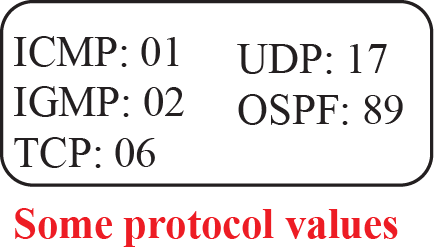 ICMP: 01
IGMP: 02
TCP: 06
UDP: 17
OSPF: 89
Some protocol values